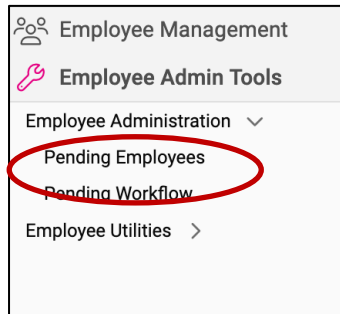 Employee Management
Employee Admin Tools
Employee Administration
Pending Employees
Pending Workflow
Employee Utilities